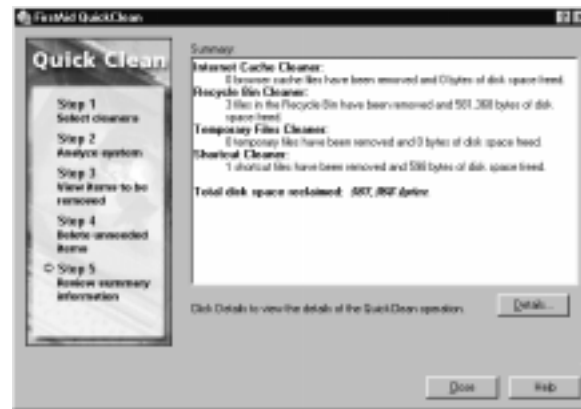 FirstAid QuickClean
Quick Clean
Step 1
Select cleaners
Step 2
Analyze system
Step 3
View items to be
removed
Step 4
Delete unneeded
items
Step 5
Review summary
information
Summary
Internet Cache Cleaner:
0 browser cache files have been removed and 0 bytes of disk space freed.
Recycle Bin Cleaner:
3 files in the Recycle Bin have been removed and bytes of disk
space freed.
Temporary Files Cleaner:
0 temporary files have been removed and 0 bytes of disk space freed.
Shortcut Cleaner:
1 shortcut files have been removed and bytes of disk space freed.
Total disk space reclaimed: bytes
Click Details to view the details of the QuickClean operation.
Details...
Close
Help